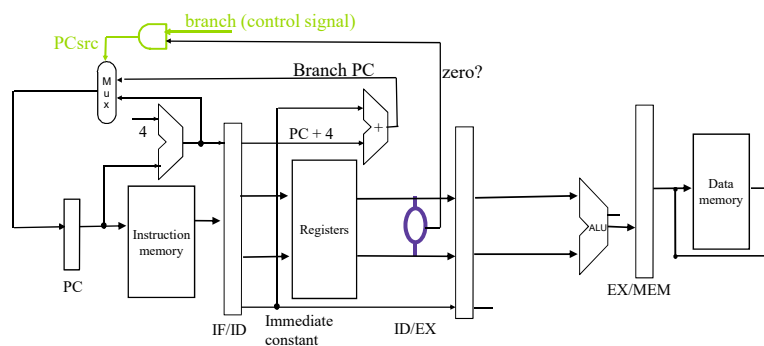 branch (control signal)
PCsrc
Branch PC
zero?
M
u
x
4
+
PC + 4
Instruction
memory
Registers
ALU
Data
memory
PC
IF/ID
Immediate
constant
ID/EX
EX/MEM